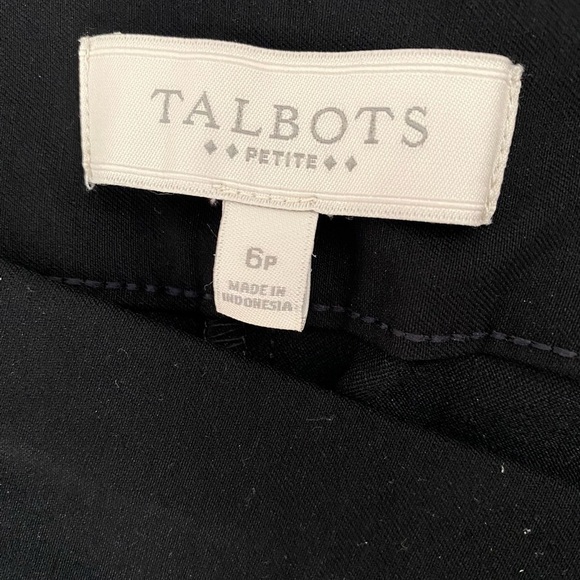 TALBOTS
♦♦ PETITE ♦♦
6P
MADE IN
INDONESIA